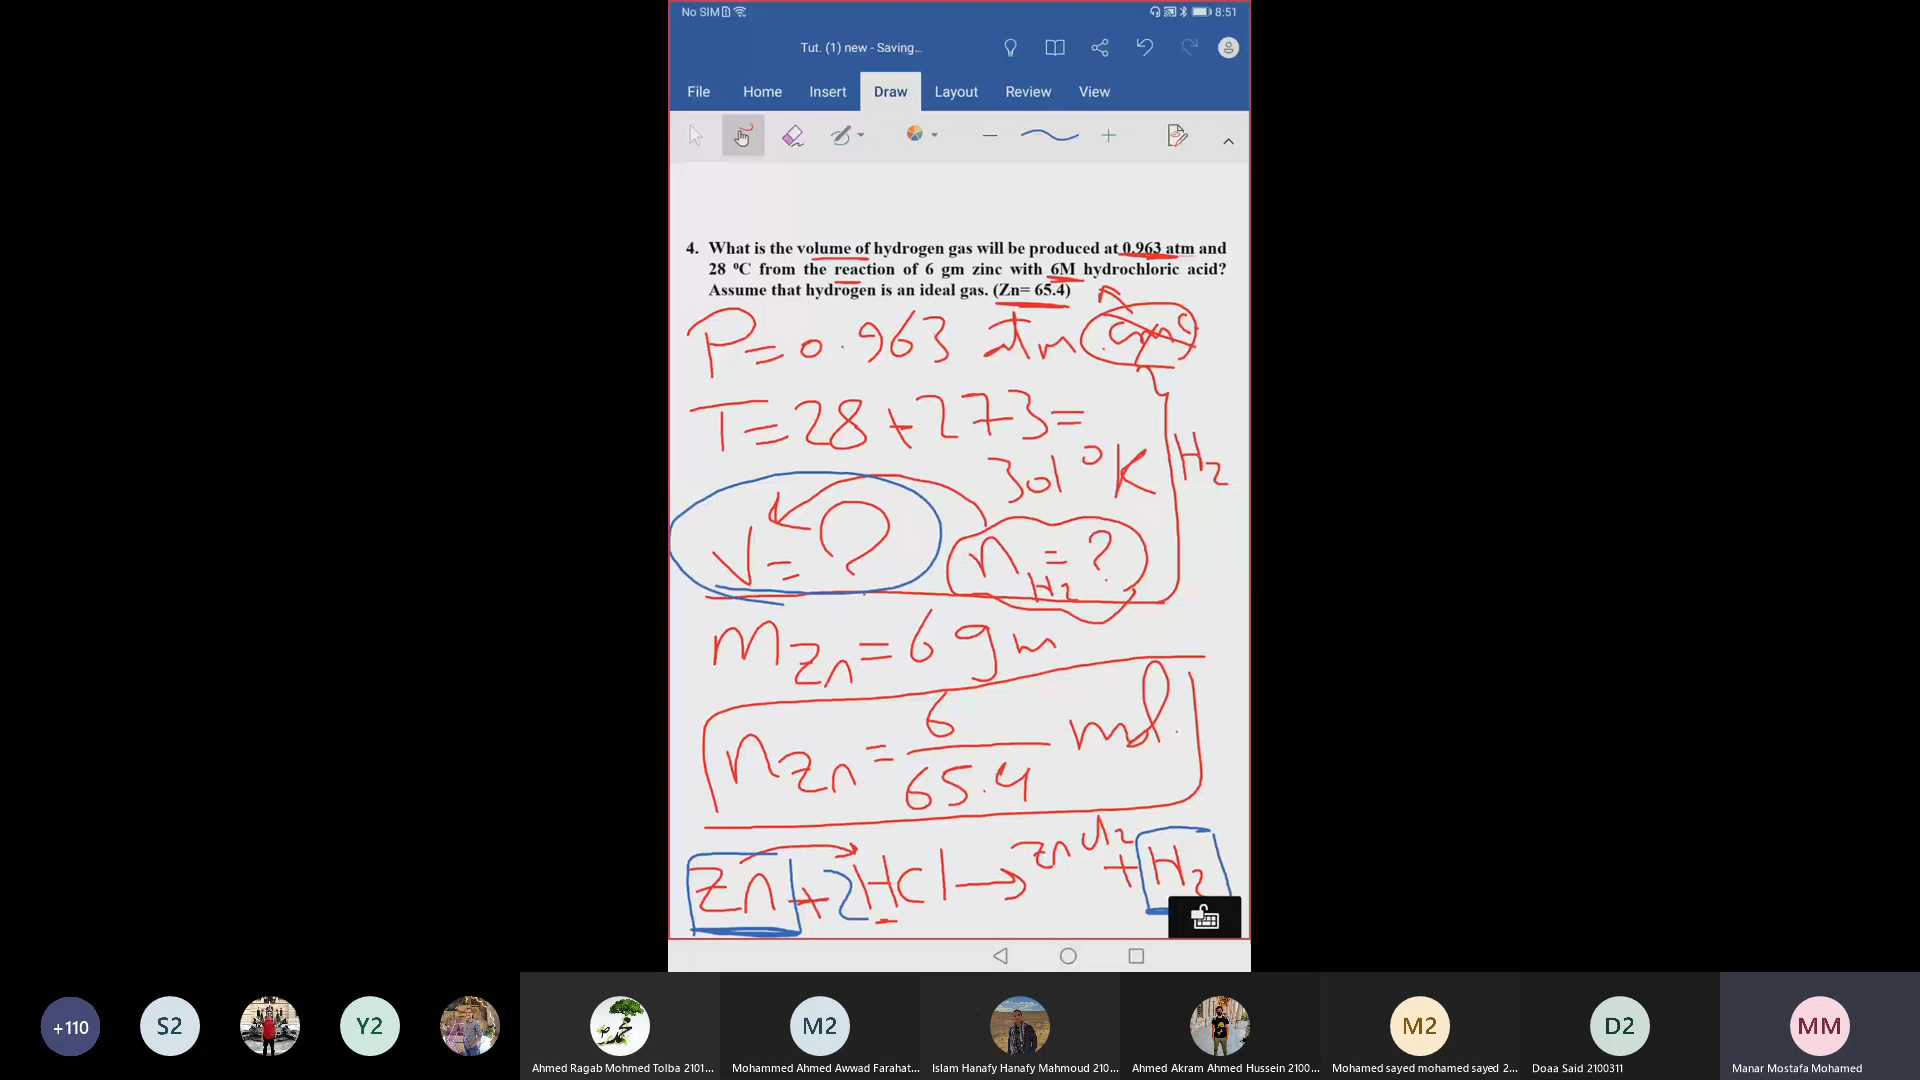 No SIM 8:51
Tut. (1) new - Saving...
File Home Insert Draw Layout Review View
4. What is the volume of hydrogen gas will be produced at 0.963 atm and
28 ⁰C from the reaction of 6 gm zinc with 6M hydrochloric acid?
Assume that hydrogen is an ideal gas. (Zn= 65.4)
P = 0.963 atm
T = 28 + 273 =
301 °K H2
V = ?
n H2 = ?
m Zn = 6 gm
n Zn = 6 / 65.4 mol.
Zn + 2HCl → ZnCl2 + H2
+110 S2 Y2 M2 M2 D2 MM
Ahmed Ragab Mohmed Tolba 2101... Mohammed Ahmed Awwad Farahat... Islam Hanafy Hanafy Mahmoud 210... Ahmed Akram Ahmed Hussein 2100... Mohamed sayed mohamed sayed 2... Doaa Said 2100311 Manar Mostafa Mohamed